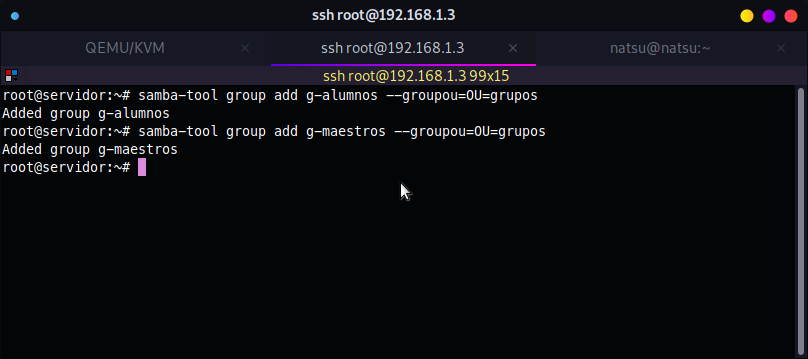 ssh root@192.168.1.3
QEMU/KVM × ssh root@192.168.1.3 × natsu@natsu:~ ×
ssh root@192.168.1.3 99x15
root@servidor:~# samba-tool group add g-alumnos --groupou=OU=grupos
Added group g-alumnos
root@servidor:~# samba-tool group add g-maestros --groupou=OU=grupos
Added group g-maestros
root@servidor:~#